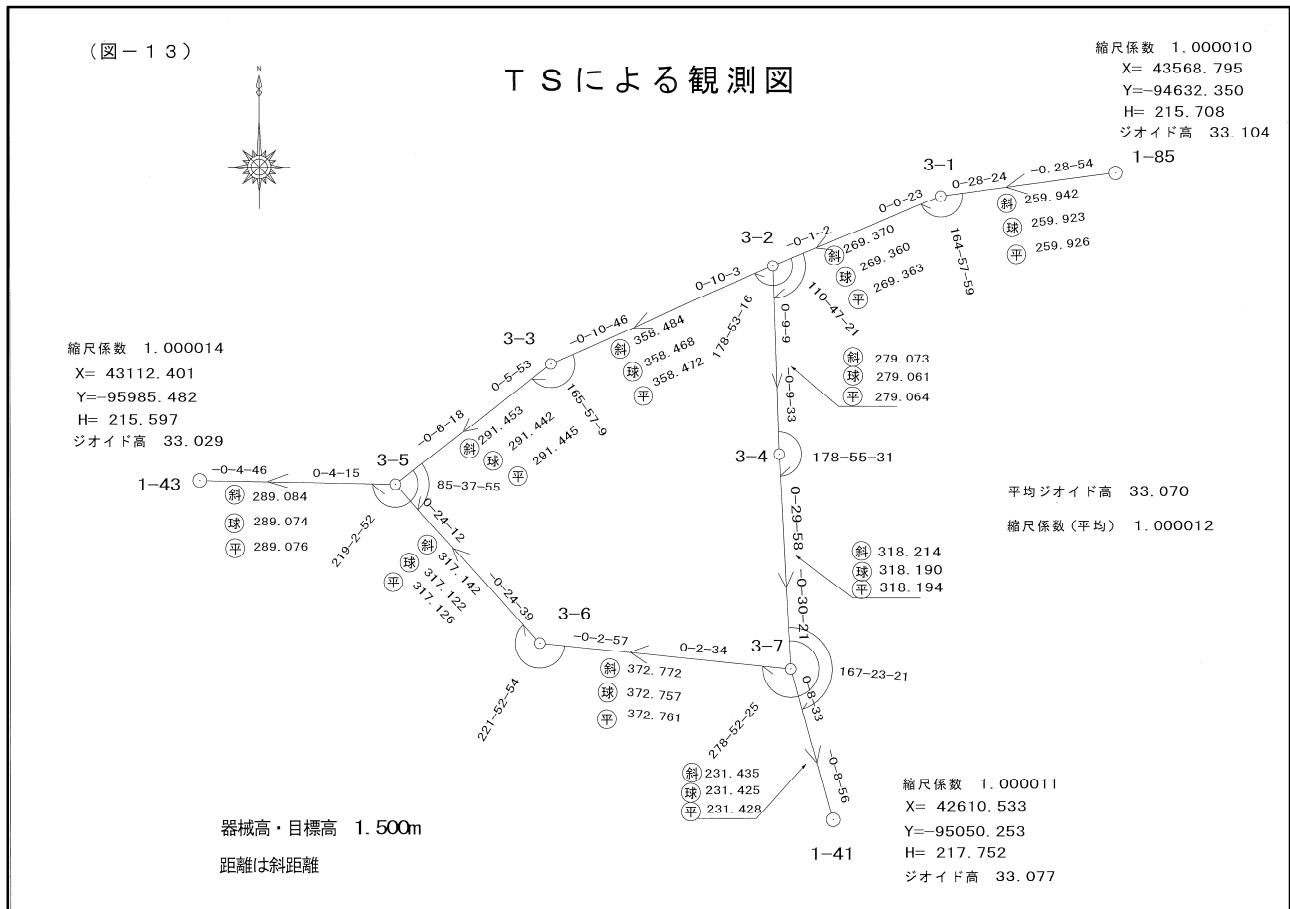 (図-13)
TSによる観測図
N
縮尺係数 1.000010
X= 43568.795
Y=-94632.350
H= 215.708
ジオイド高 33.104
1-85
3-1
0-28-24
-0.28-54
斜 259.942
球 259.923
平 259.926
164-57-59
0-0-23
-0-1-2
斜 269.370
球 269.360
平 269.363
3-2
110-47-21
178-53-16
0-10-3
-0-10-46
斜 358.484
球 358.468
平 358.472
3-3
165-57-9
0-5-53
-0-6-18
斜 291.453
球 291.442
平 291.445
0-9-9
-0-9-33
斜 279.073
球 279.061
平 279.064
縮尺係数 1.000014
X= 43112.401
Y=-95985.482
H= 215.597
ジオイド高 33.029
1-43
-0-4-46
0-4-15
斜 289.084
球 289.074
平 289.076
3-5
85-37-55
219-2-52
0-24-12
-0-24-39
斜 317.142
球 317.122
平 317.126
3-4
178-55-31
0-29-58
-0-30-21
斜 318.214
球 318.190
平 318.194
平均ジオイド高 33.070
縮尺係数(平均) 1.000012
3-6
-0-2-57
0-2-34
斜 372.772
球 372.757
平 372.761
221-52-54
3-7
167-23-21
278-52-25
0-8-33
-0-8-56
斜 231.435
球 231.425
平 231.428
1-41
縮尺係数 1.000011
X= 42610.533
Y=-95050.253
H= 217.752
ジオイド高 33.077
器械高・目標高 1.500m
距離は斜距離